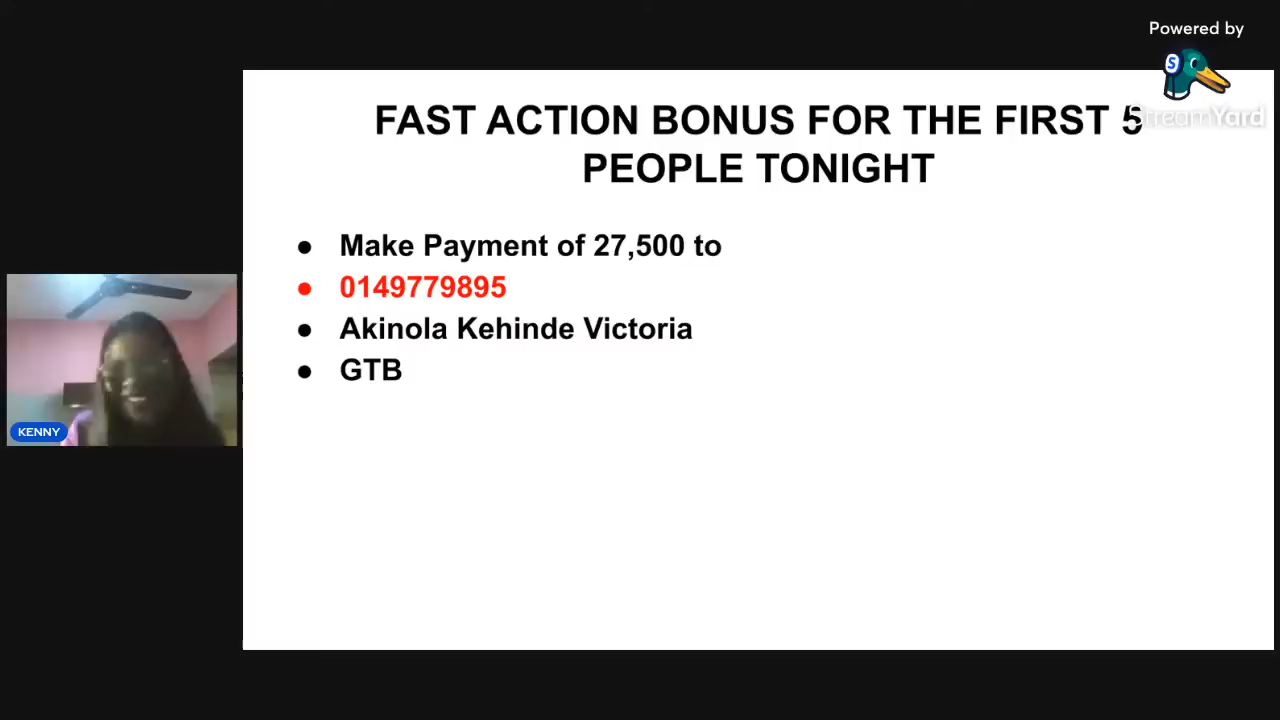 Powered by
StreamYard
FAST ACTION BONUS FOR THE FIRST 5
PEOPLE TONIGHT
● Make Payment of 27,500 to
● 0149779895
● Akinola Kehinde Victoria
● GTB
KENNY